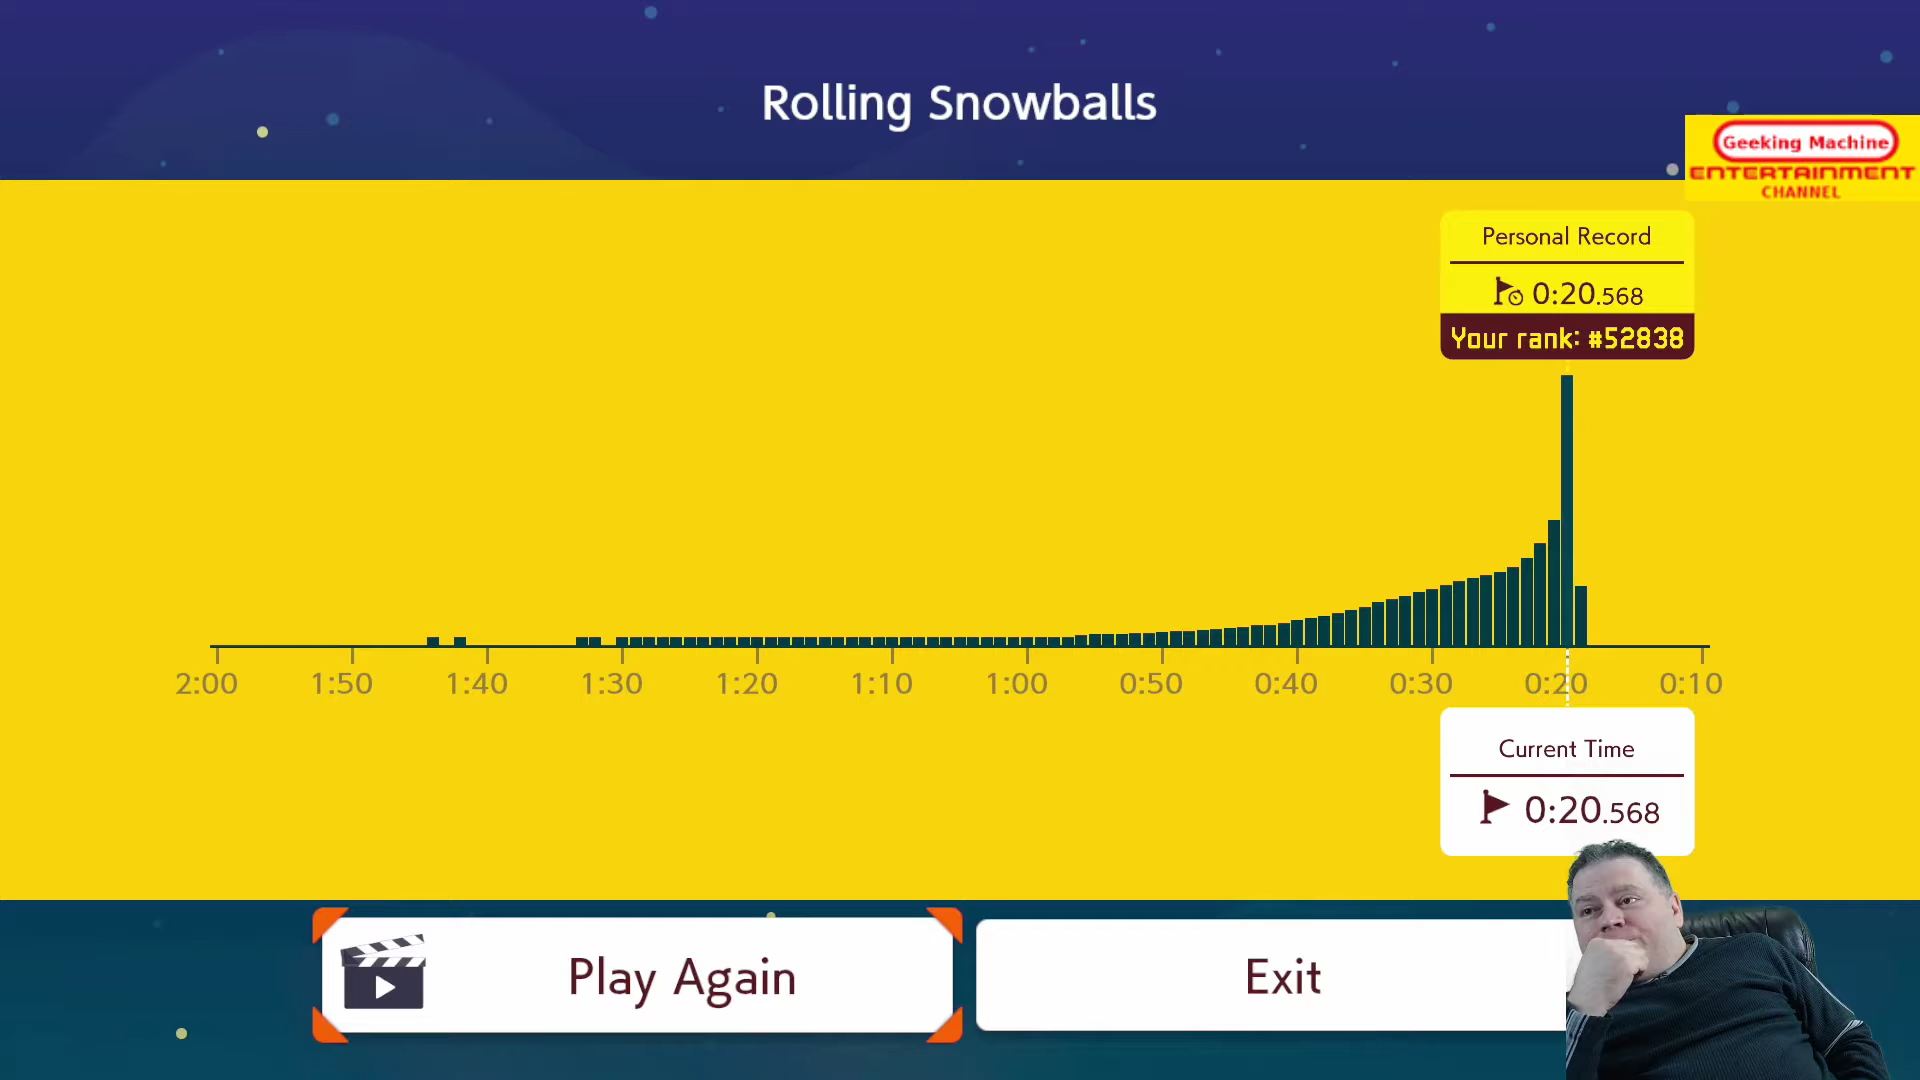 Rolling Snowballs
Geeking Machine
ENTERTAINMENT
CHANNEL
Personal Record
0:20.568
Your rank: #52838
2:00 1:50 1:40 1:30 1:20 1:10 1:00 0:50 0:40 0:30 0:20 0:10
Current Time
0:20.568
Play Again
Exit